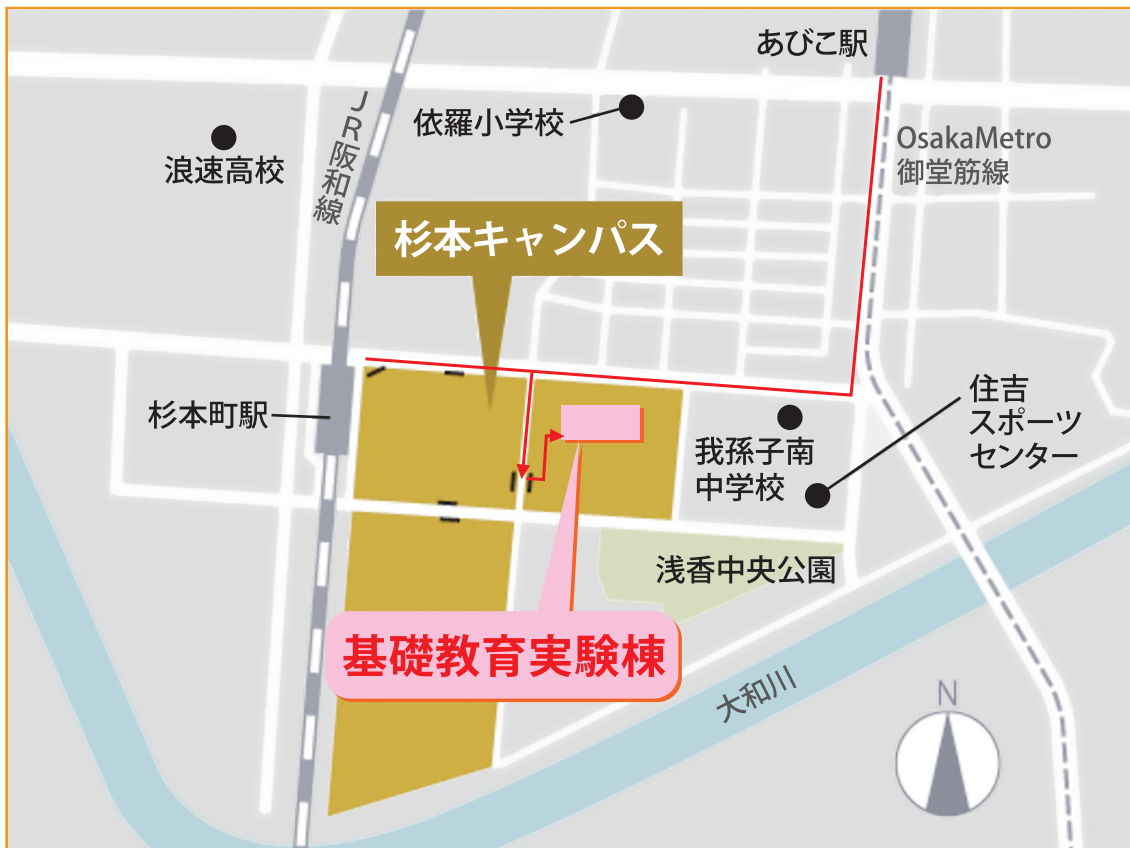 あびこ駅
JR阪和線
依羅小学校
OsakaMetro
御堂筋線
浪速高校
杉本キャンパス
杉本町駅
住吉
スポーツ
センター
我孫子南
中学校
浅香中央公園
基礎教育実験棟
大和川
N